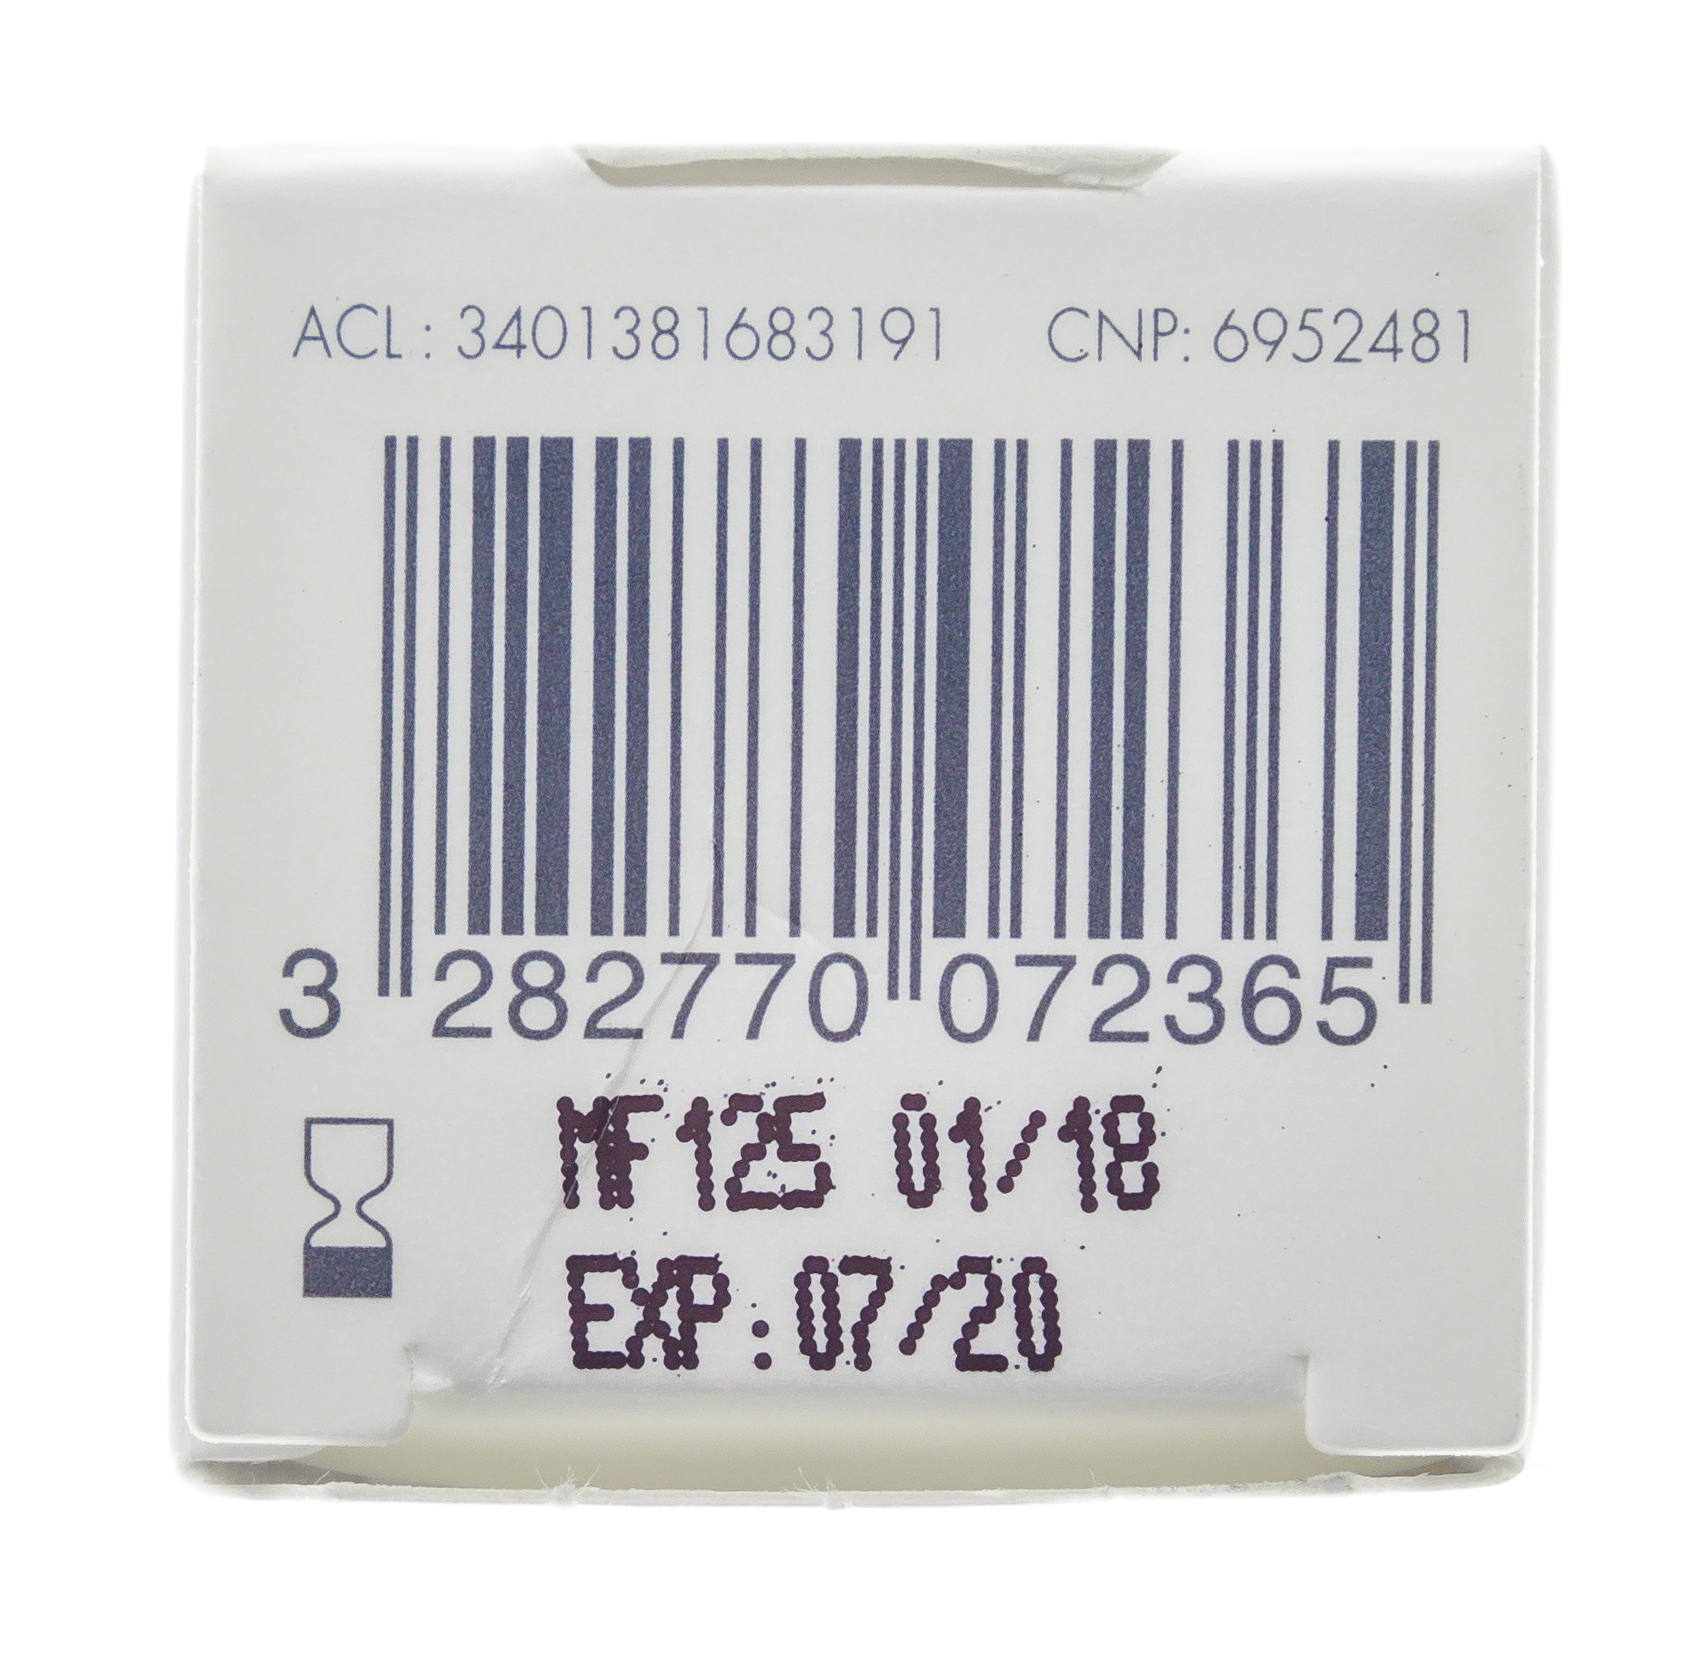 ACL : 3401381683191 CNP: 6952481
3 282770 072365
MF125 01/18
EXP:07/20